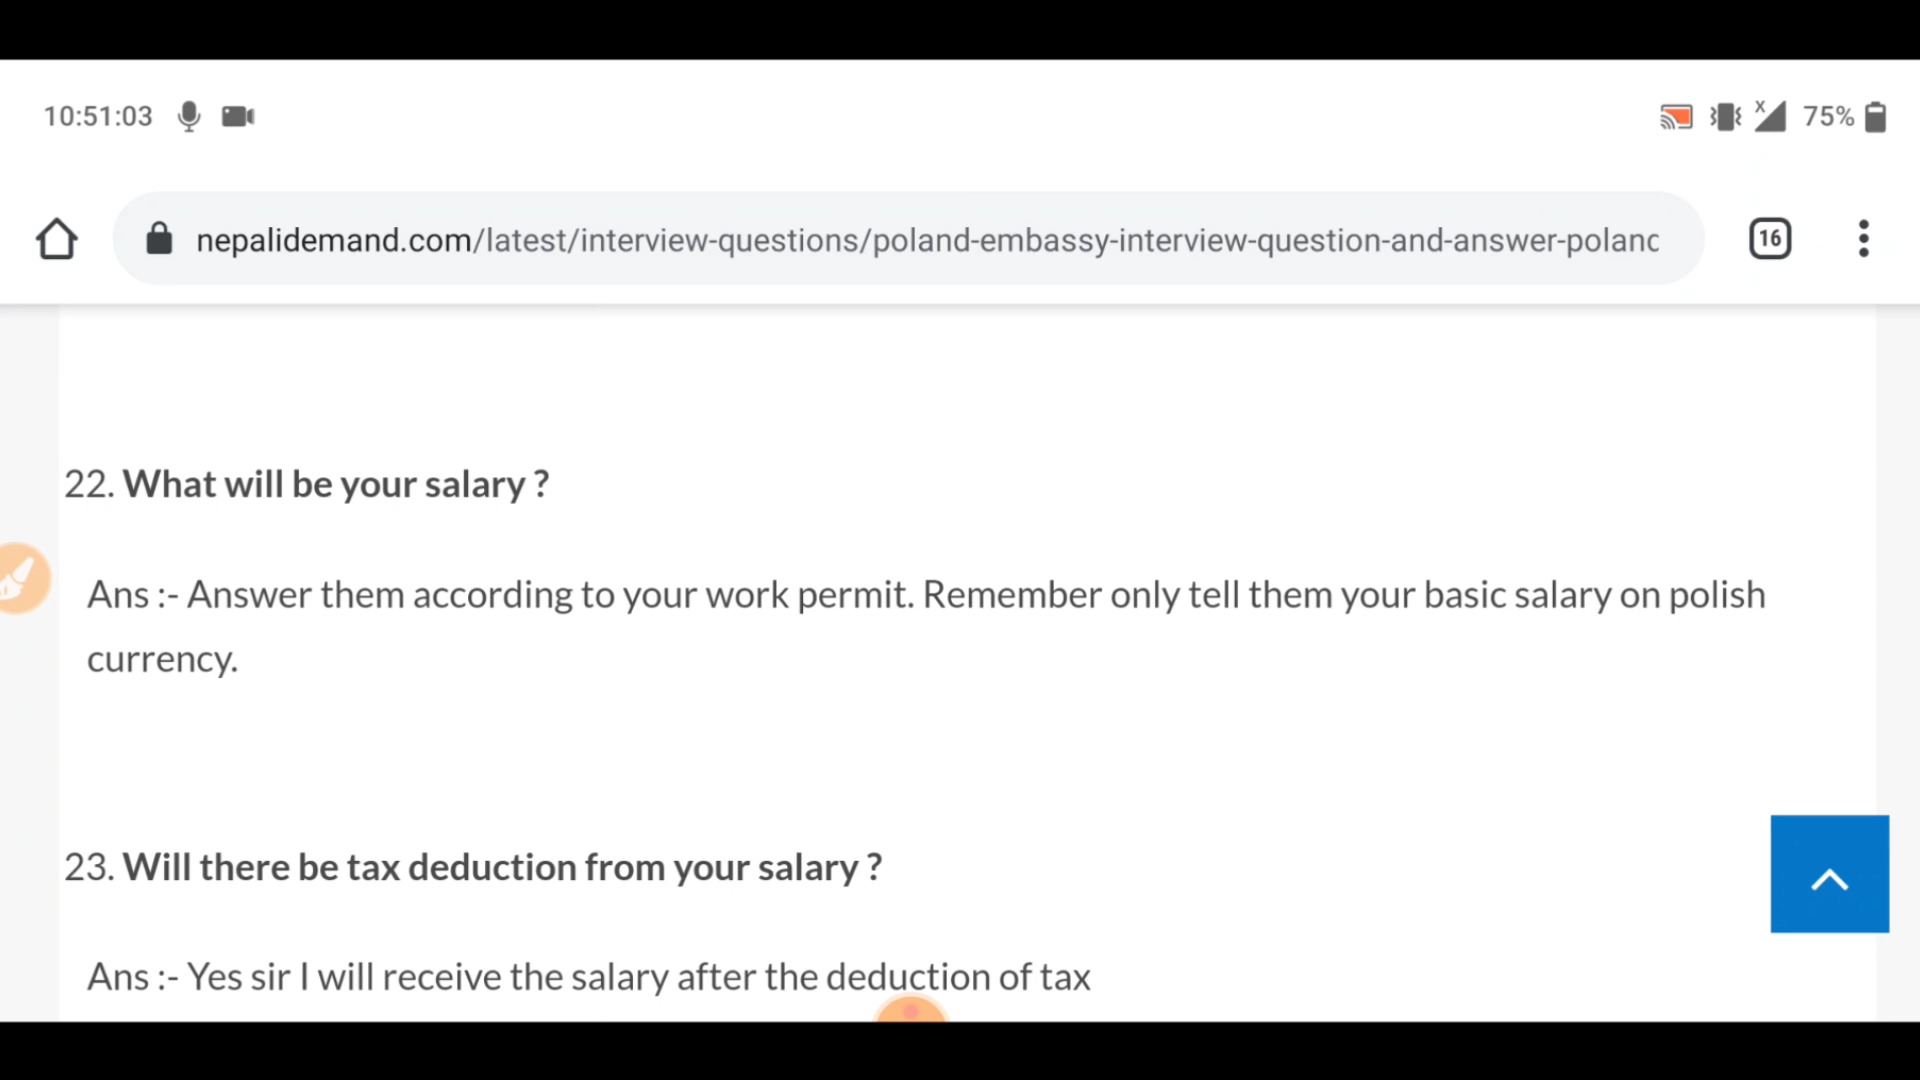 10:51:03
x
75%
nepalidemand.com/latest/interview-questions/poland-embassy-interview-question-and-answer-polanc
16
22. What will be your salary ?
Ans :- Answer them according to your work permit. Remember only tell them your basic salary on polish
currency.
23. Will there be tax deduction from your salary ?
Ans :- Yes sir I will receive the salary after the deduction of tax